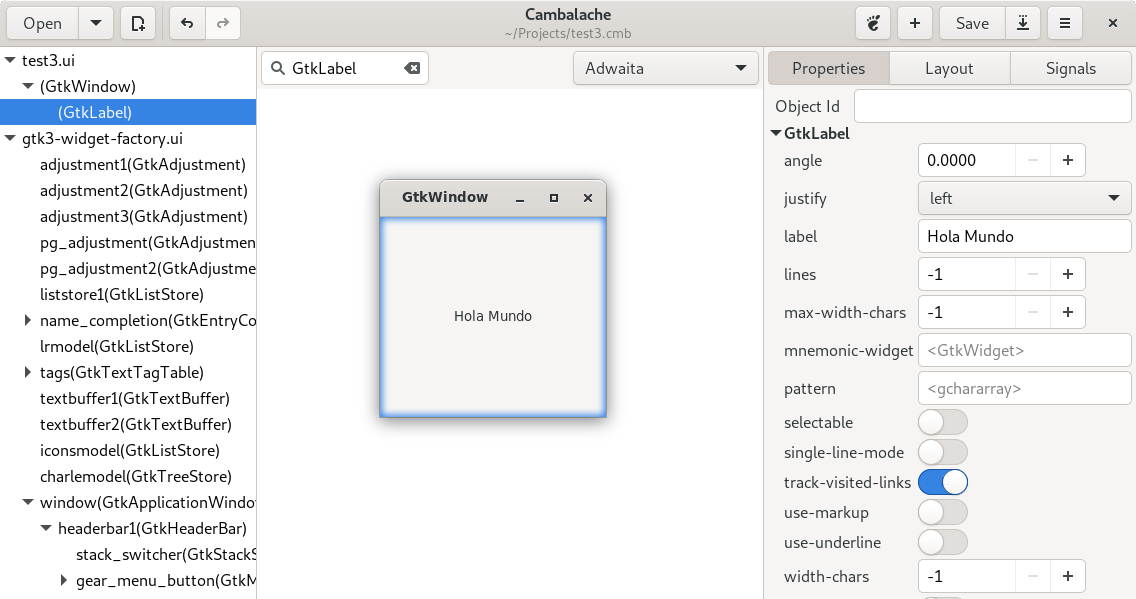 Open
Cambalache
~/Projects/test3.cmb
Save
test3.ui
(GtkWindow)
(GtkLabel)
gtk3-widget-factory.ui
adjustment1(GtkAdjustment)
adjustment2(GtkAdjustment)
adjustment3(GtkAdjustment)
pg_adjustment(GtkAdjustmen
pg_adjustment2(GtkAdjustme
liststore1(GtkListStore)
name_completion(GtkEntryCo
lrmodel(GtkListStore)
tags(GtkTextTagTable)
textbuffer1(GtkTextBuffer)
textbuffer2(GtkTextBuffer)
iconsmodel(GtkListStore)
charlemodel(GtkTreeStore)
window(GtkApplicationWindo
headerbar1(GtkHeaderBar)
stack_switcher(GtkStackS
gear_menu_button(GtkM
GtkLabel
Adwaita
GtkWindow
Hola Mundo
Properties Layout Signals
Object Id
GtkLabel
angle 0.0000
justify left
label Hola Mundo
lines -1
max-width-chars -1
mnemonic-widget <GtkWidget>
pattern <gchararray>
selectable
single-line-mode
track-visited-links
use-markup
use-underline
width-chars -1